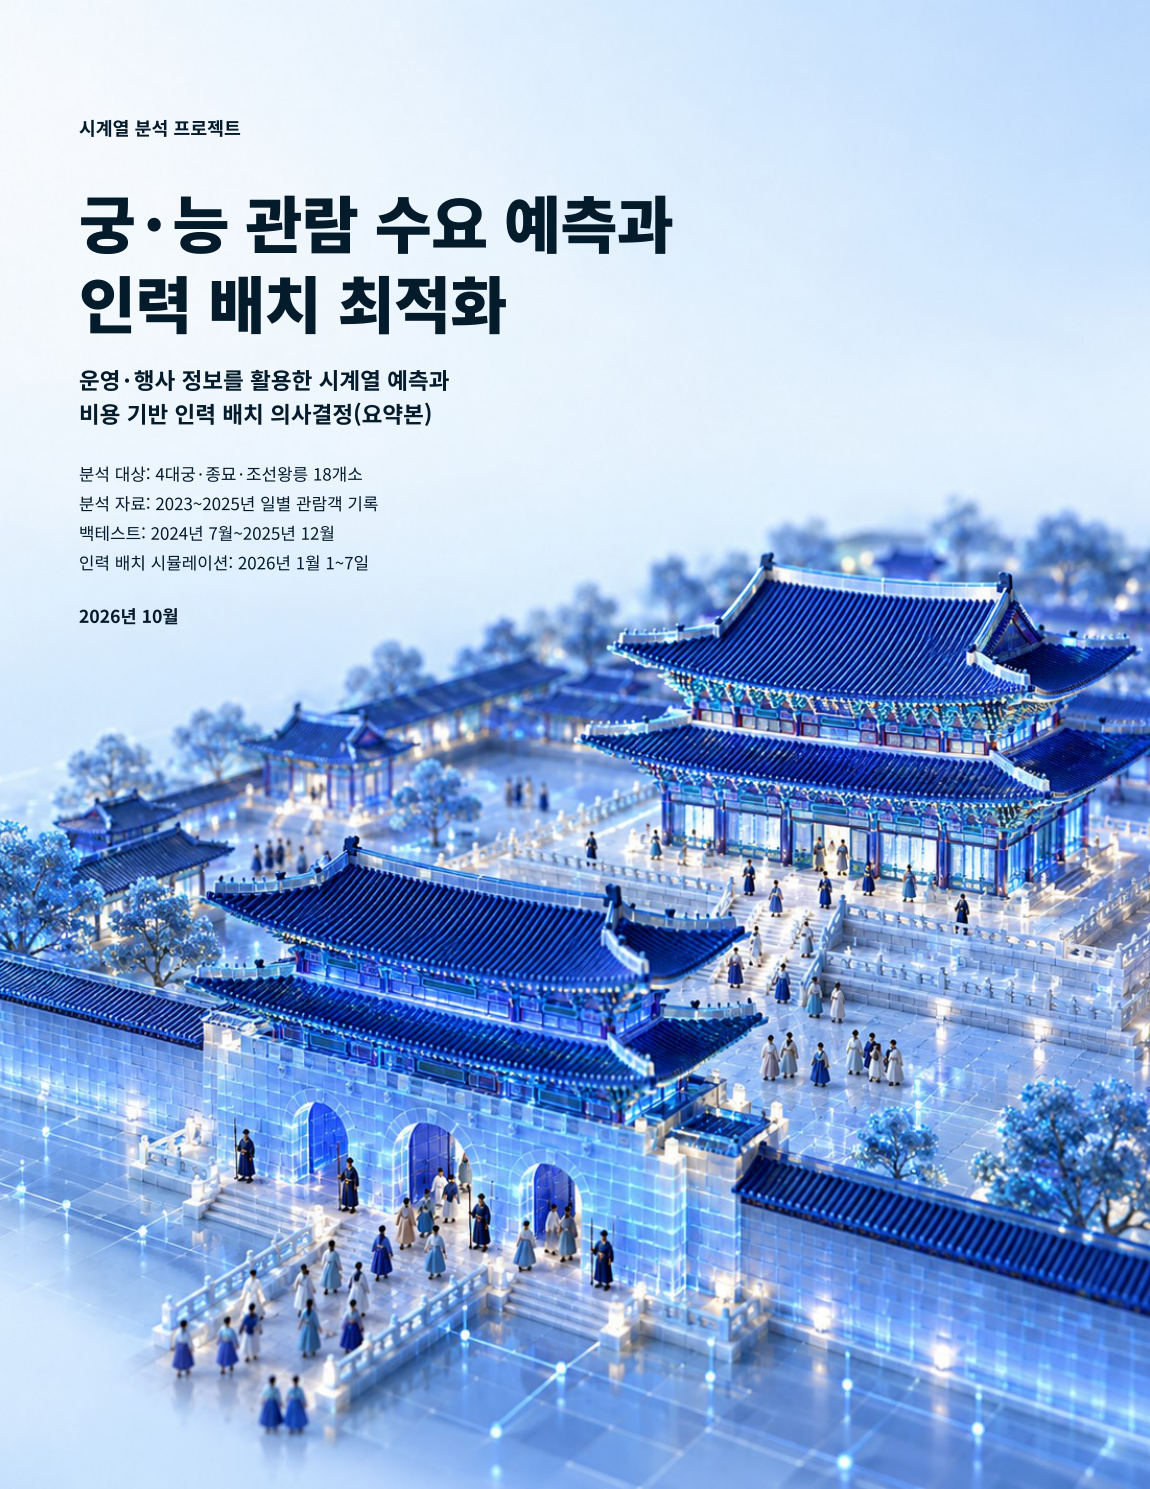 시계열 분석 프로젝트
궁·능 관람 수요 예측과
인력 배치 최적화
운영·행사 정보를 활용한 시계열 예측과
비용 기반 인력 배치 의사결정(요약본)
분석 대상: 4대궁·종묘·조선왕릉 18개소
분석 자료: 2023~2025년 일별 관람객 기록
백테스트: 2024년 7월~2025년 12월
인력 배치 시뮬레이션: 2026년 1월 1~7일
2026년 10월